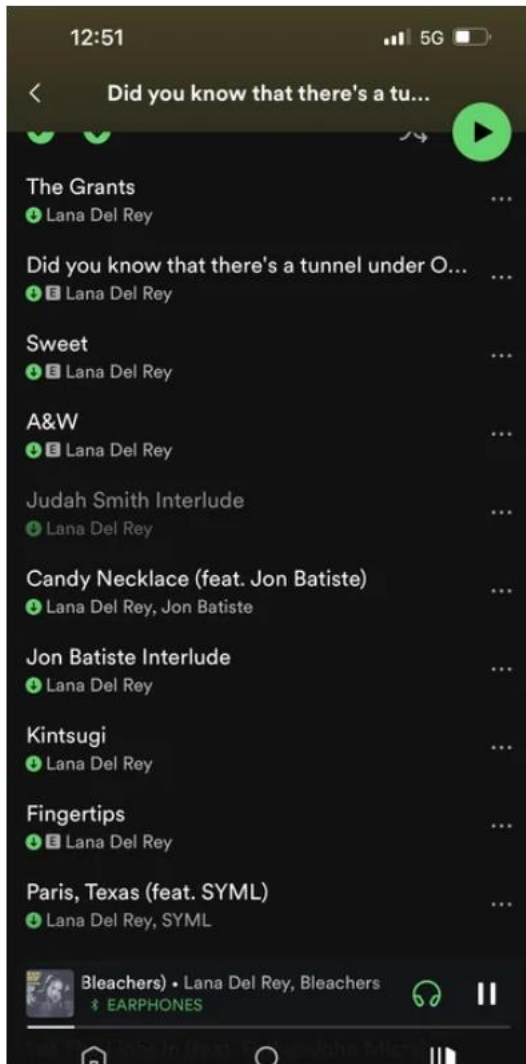 12:51 5G
Did you know that there's a tu...
The Grants
Lana Del Rey
Did you know that there's a tunnel under O...
E Lana Del Rey
Sweet
E Lana Del Rey
A&W
E Lana Del Rey
Judah Smith Interlude
Lana Del Rey
Candy Necklace (feat. Jon Batiste)
Lana Del Rey, Jon Batiste
Jon Batiste Interlude
Lana Del Rey
Kintsugi
Lana Del Rey
Fingertips
E Lana Del Rey
Paris, Texas (feat. SYML)
Lana Del Rey, SYML
Bleachers) • Lana Del Rey, Bleachers
EARPHONES